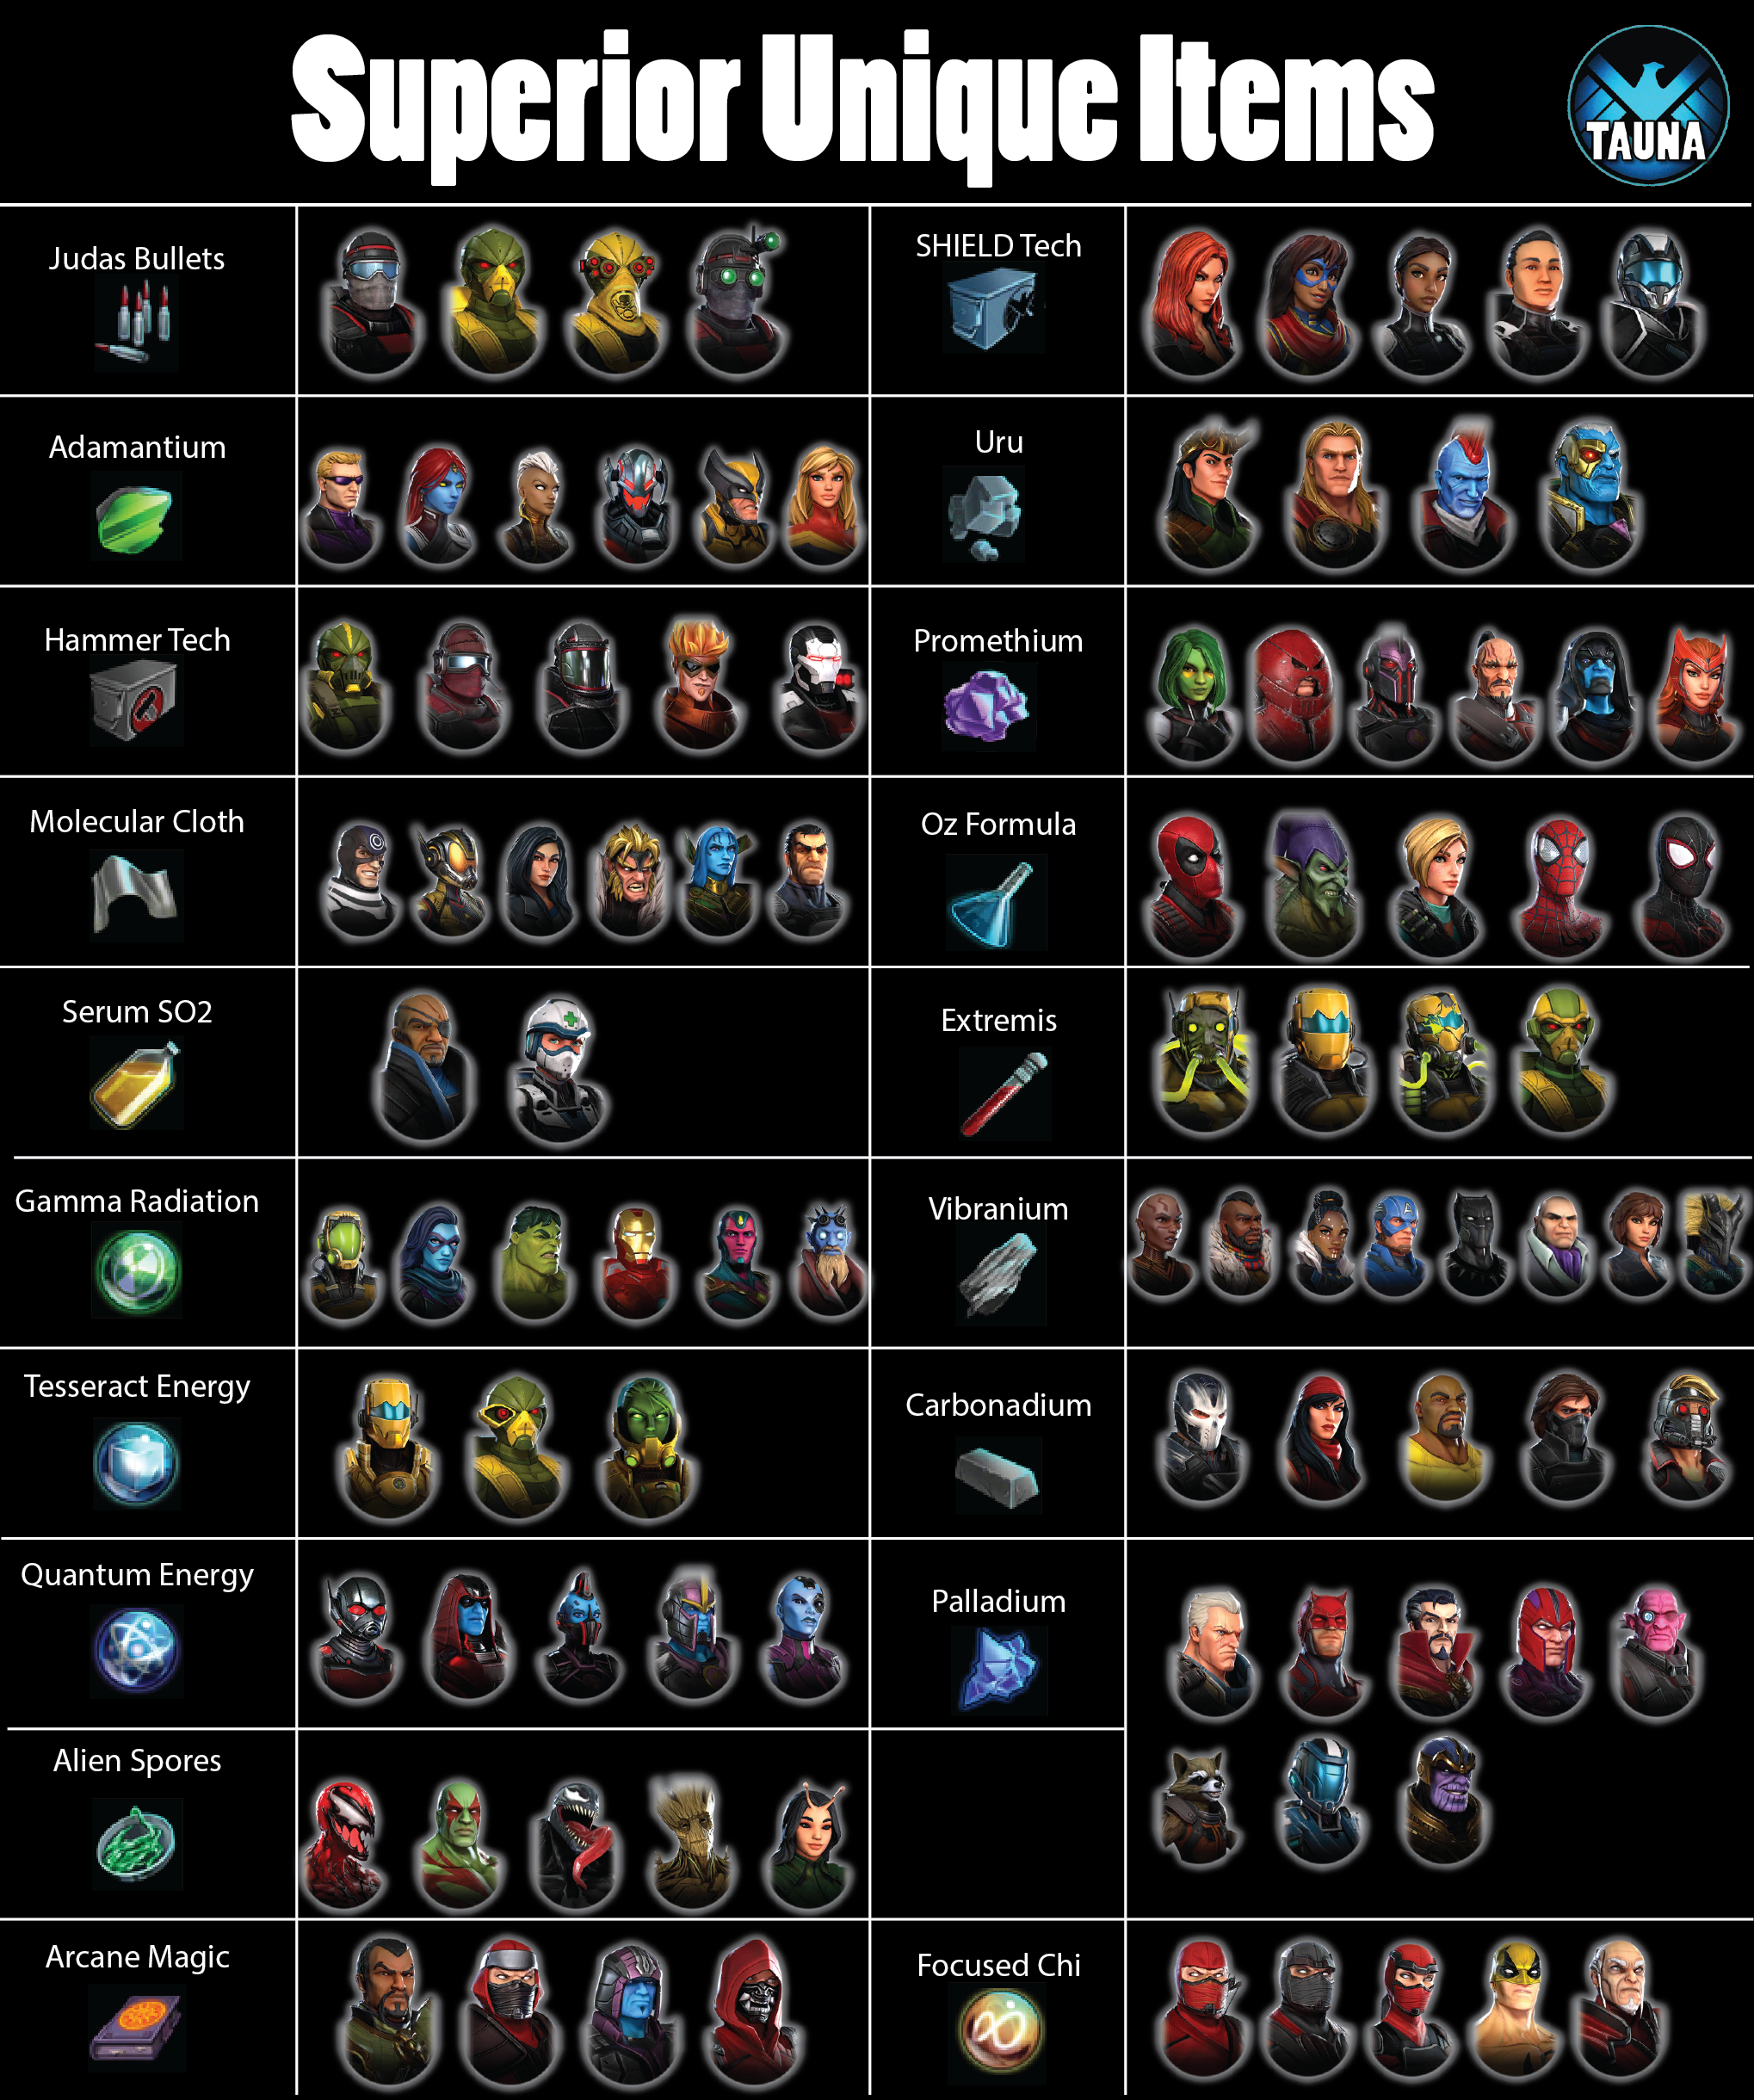 Superior Unique Items
TAUNA
Judas Bullets
SHIELD Tech
Adamantium
Uru
Hammer Tech
Promethium
Molecular Cloth
Oz Formula
Serum SO2
Extremis
Gamma Radiation
Vibranium
Tesseract Energy
Carbonadium
Quantum Energy
Palladium
Alien Spores
Arcane Magic
Focused Chi